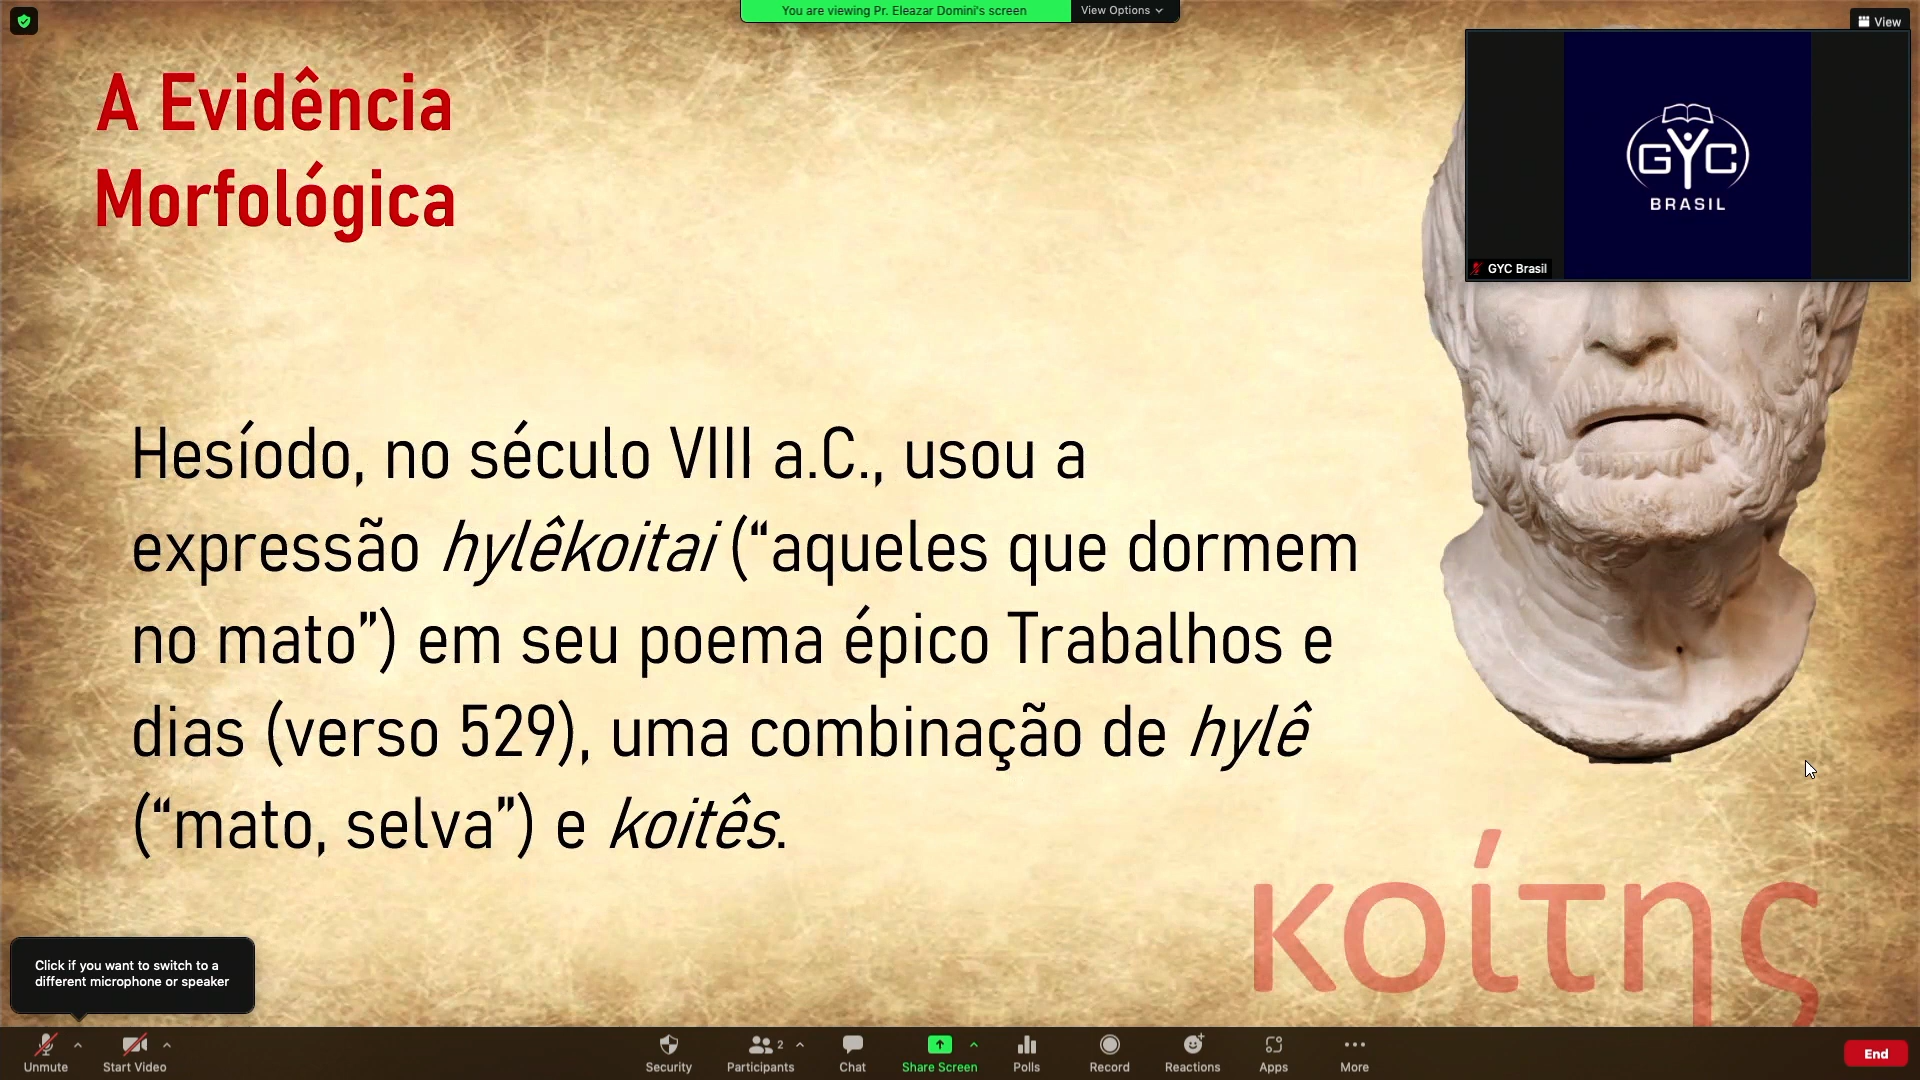 You are viewing Pr. Eleazar Domini's screen
View Options
View
A Evidência
Morfológica
GYC
BRASIL
GYC Brasil
Hesíodo, no século VIII a.C., usou a
expressão hylêkoitai (“aqueles que dormem
no mato”) em seu poema épico Trabalhos e
dias (verso 529), uma combinação de hylê
(“mato, selva”) e koitês.
κοίτης
Click if you want to switch to a
different microphone or speaker
Unmute
Start Video
Security
2
Participants
Chat
Share Screen
Polls
Record
Reactions
Apps
More
End